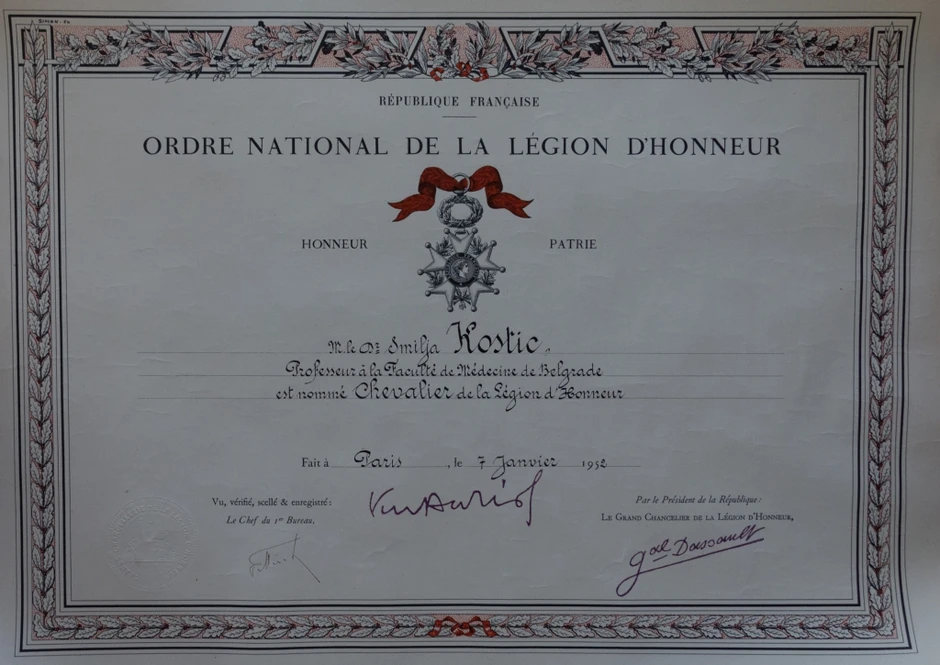 RÉPUBLIQUE FRANÇAISE
ORDRE NATIONAL DE LA LÉGION D'HONNEUR
HONNEUR PATRIE
M. le Dr Smilja Kostic,
Professeur à la Faculté de Médecine de Belgrade
est nommé Chevalier de la Légion d'Honneur
Fait à Paris, le 7 Janvier 1952
Vu, vérifié, scellé & enregistré:
Le Chef du 1er Bureau,
Vin Auriol
Par le Président de la République:
LE GRAND CHANCELIER DE LA LÉGION D'HONNEUR,
gal Dassault